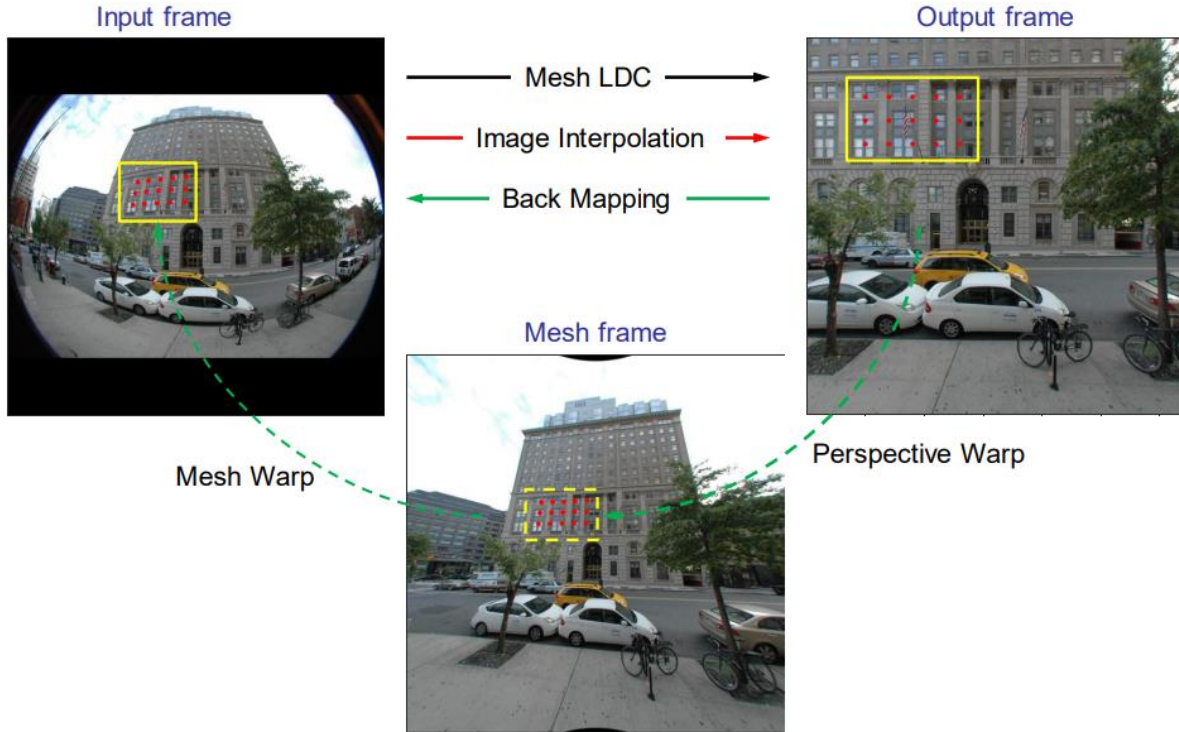 Input frame
Output frame
Mesh LDC
Image Interpolation
Back Mapping
Mesh frame
Mesh Warp
Perspective Warp